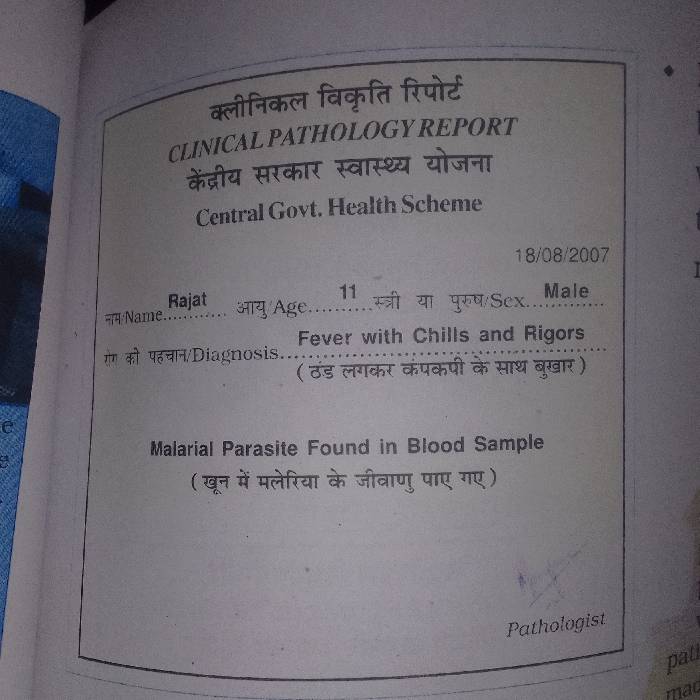 क्लीनिकल विकृति रिपोर्ट
CLINICAL PATHOLOGY REPORT
केंद्रीय सरकार स्वास्थ्य योजना
Central Govt. Health Scheme
18/08/2007
नाम/Name............ Rajat आयु/Age.......... 11 स्त्री या पुरुष/Sex............. Male
रोग की पहचान/Diagnosis.................................................. Fever with Chills and Rigors
( ठंड लगकर कंपकपी के साथ बुखार )
Malarial Parasite Found in Blood Sample
( खून में मलेरिया के जीवाणु पाए गए )
Pathologist